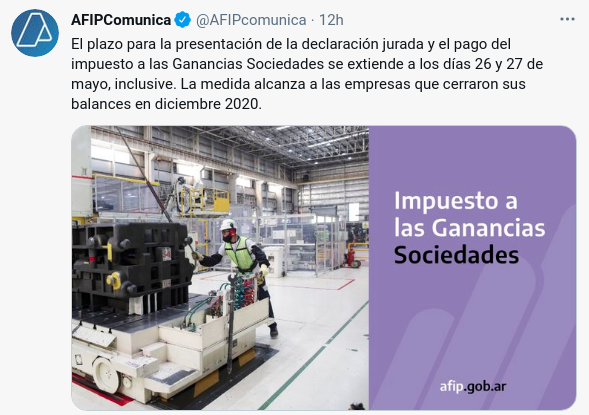 AFIPComunica @AFIPcomunica · 12h
El plazo para la presentación de la declaración jurada y el pago del
impuesto a las Ganancias Sociedades se extiende a los días 26 y 27 de
mayo, inclusive. La medida alcanza a las empresas que cerraron sus
balances en diciembre 2020.
Impuesto a
las Ganancias
Sociedades
afip.gob.ar